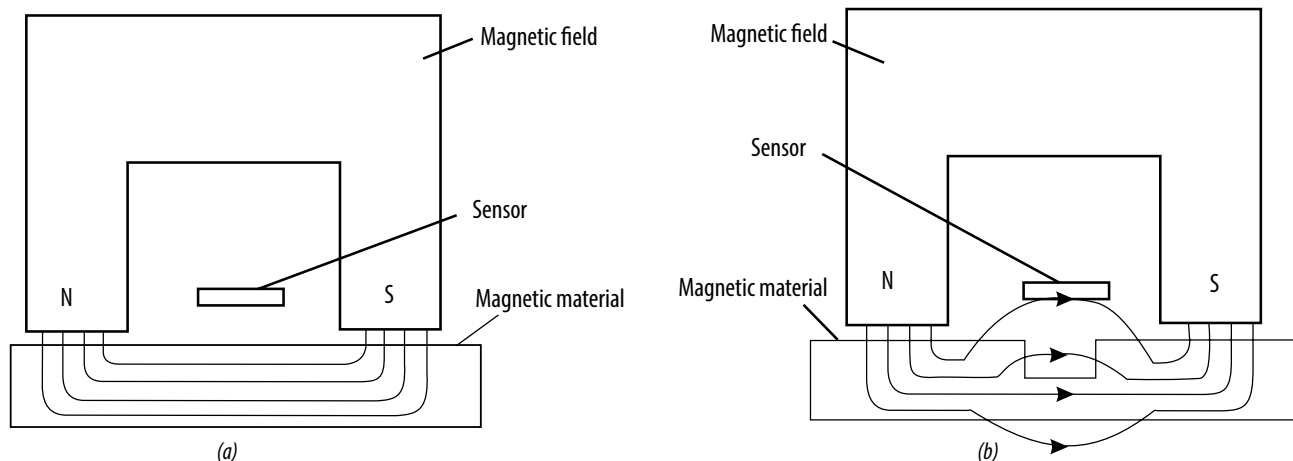 Magnetic field
Sensor
N
S
Magnetic material
(a)
Magnetic field
Sensor
N
S
Magnetic material
(b)